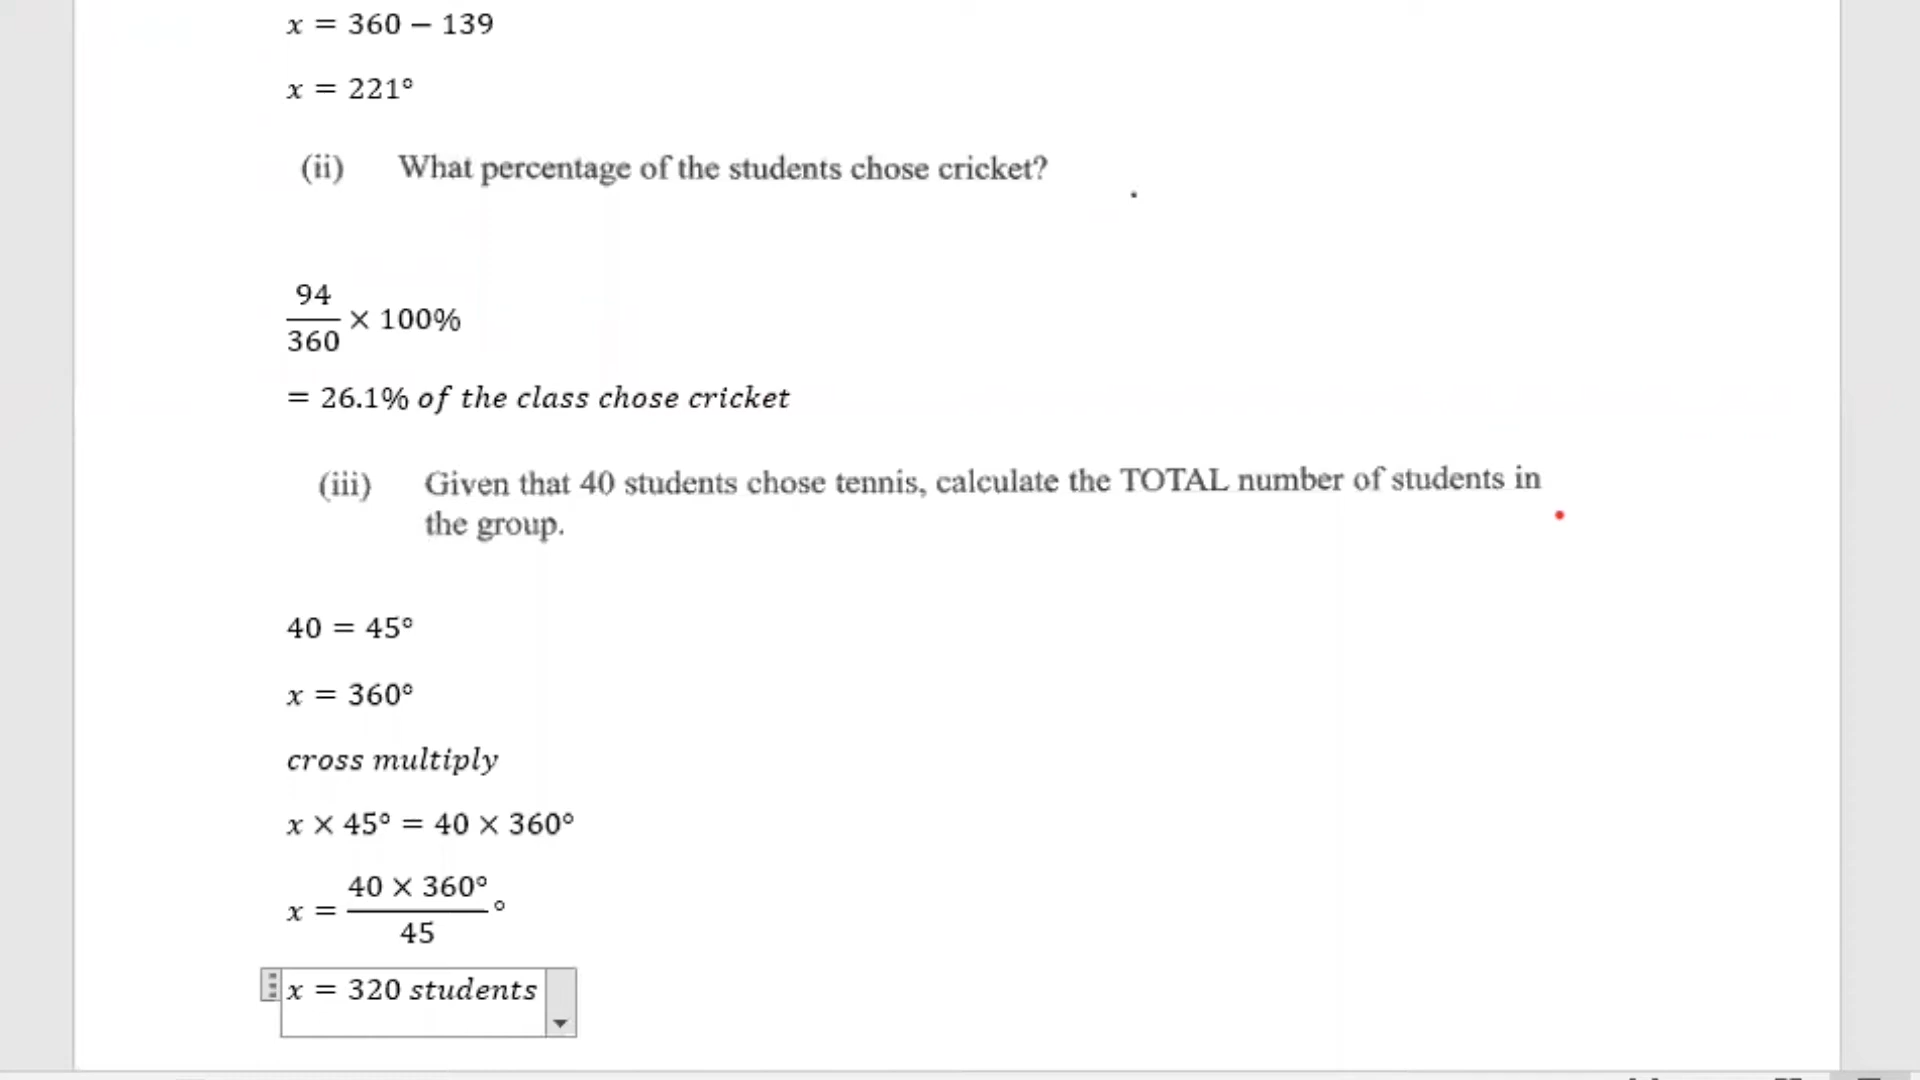 x = 360 − 139
x = 221°
(ii) What percentage of the students chose cricket?
94/360 × 100%
= 26.1% of the class chose cricket
(iii) Given that 40 students chose tennis, calculate the TOTAL number of students in
the group.
40 = 45°
x = 360°
cross multiply
x × 45° = 40 × 360°
x = 40 × 360°/45 °
x = 320 students